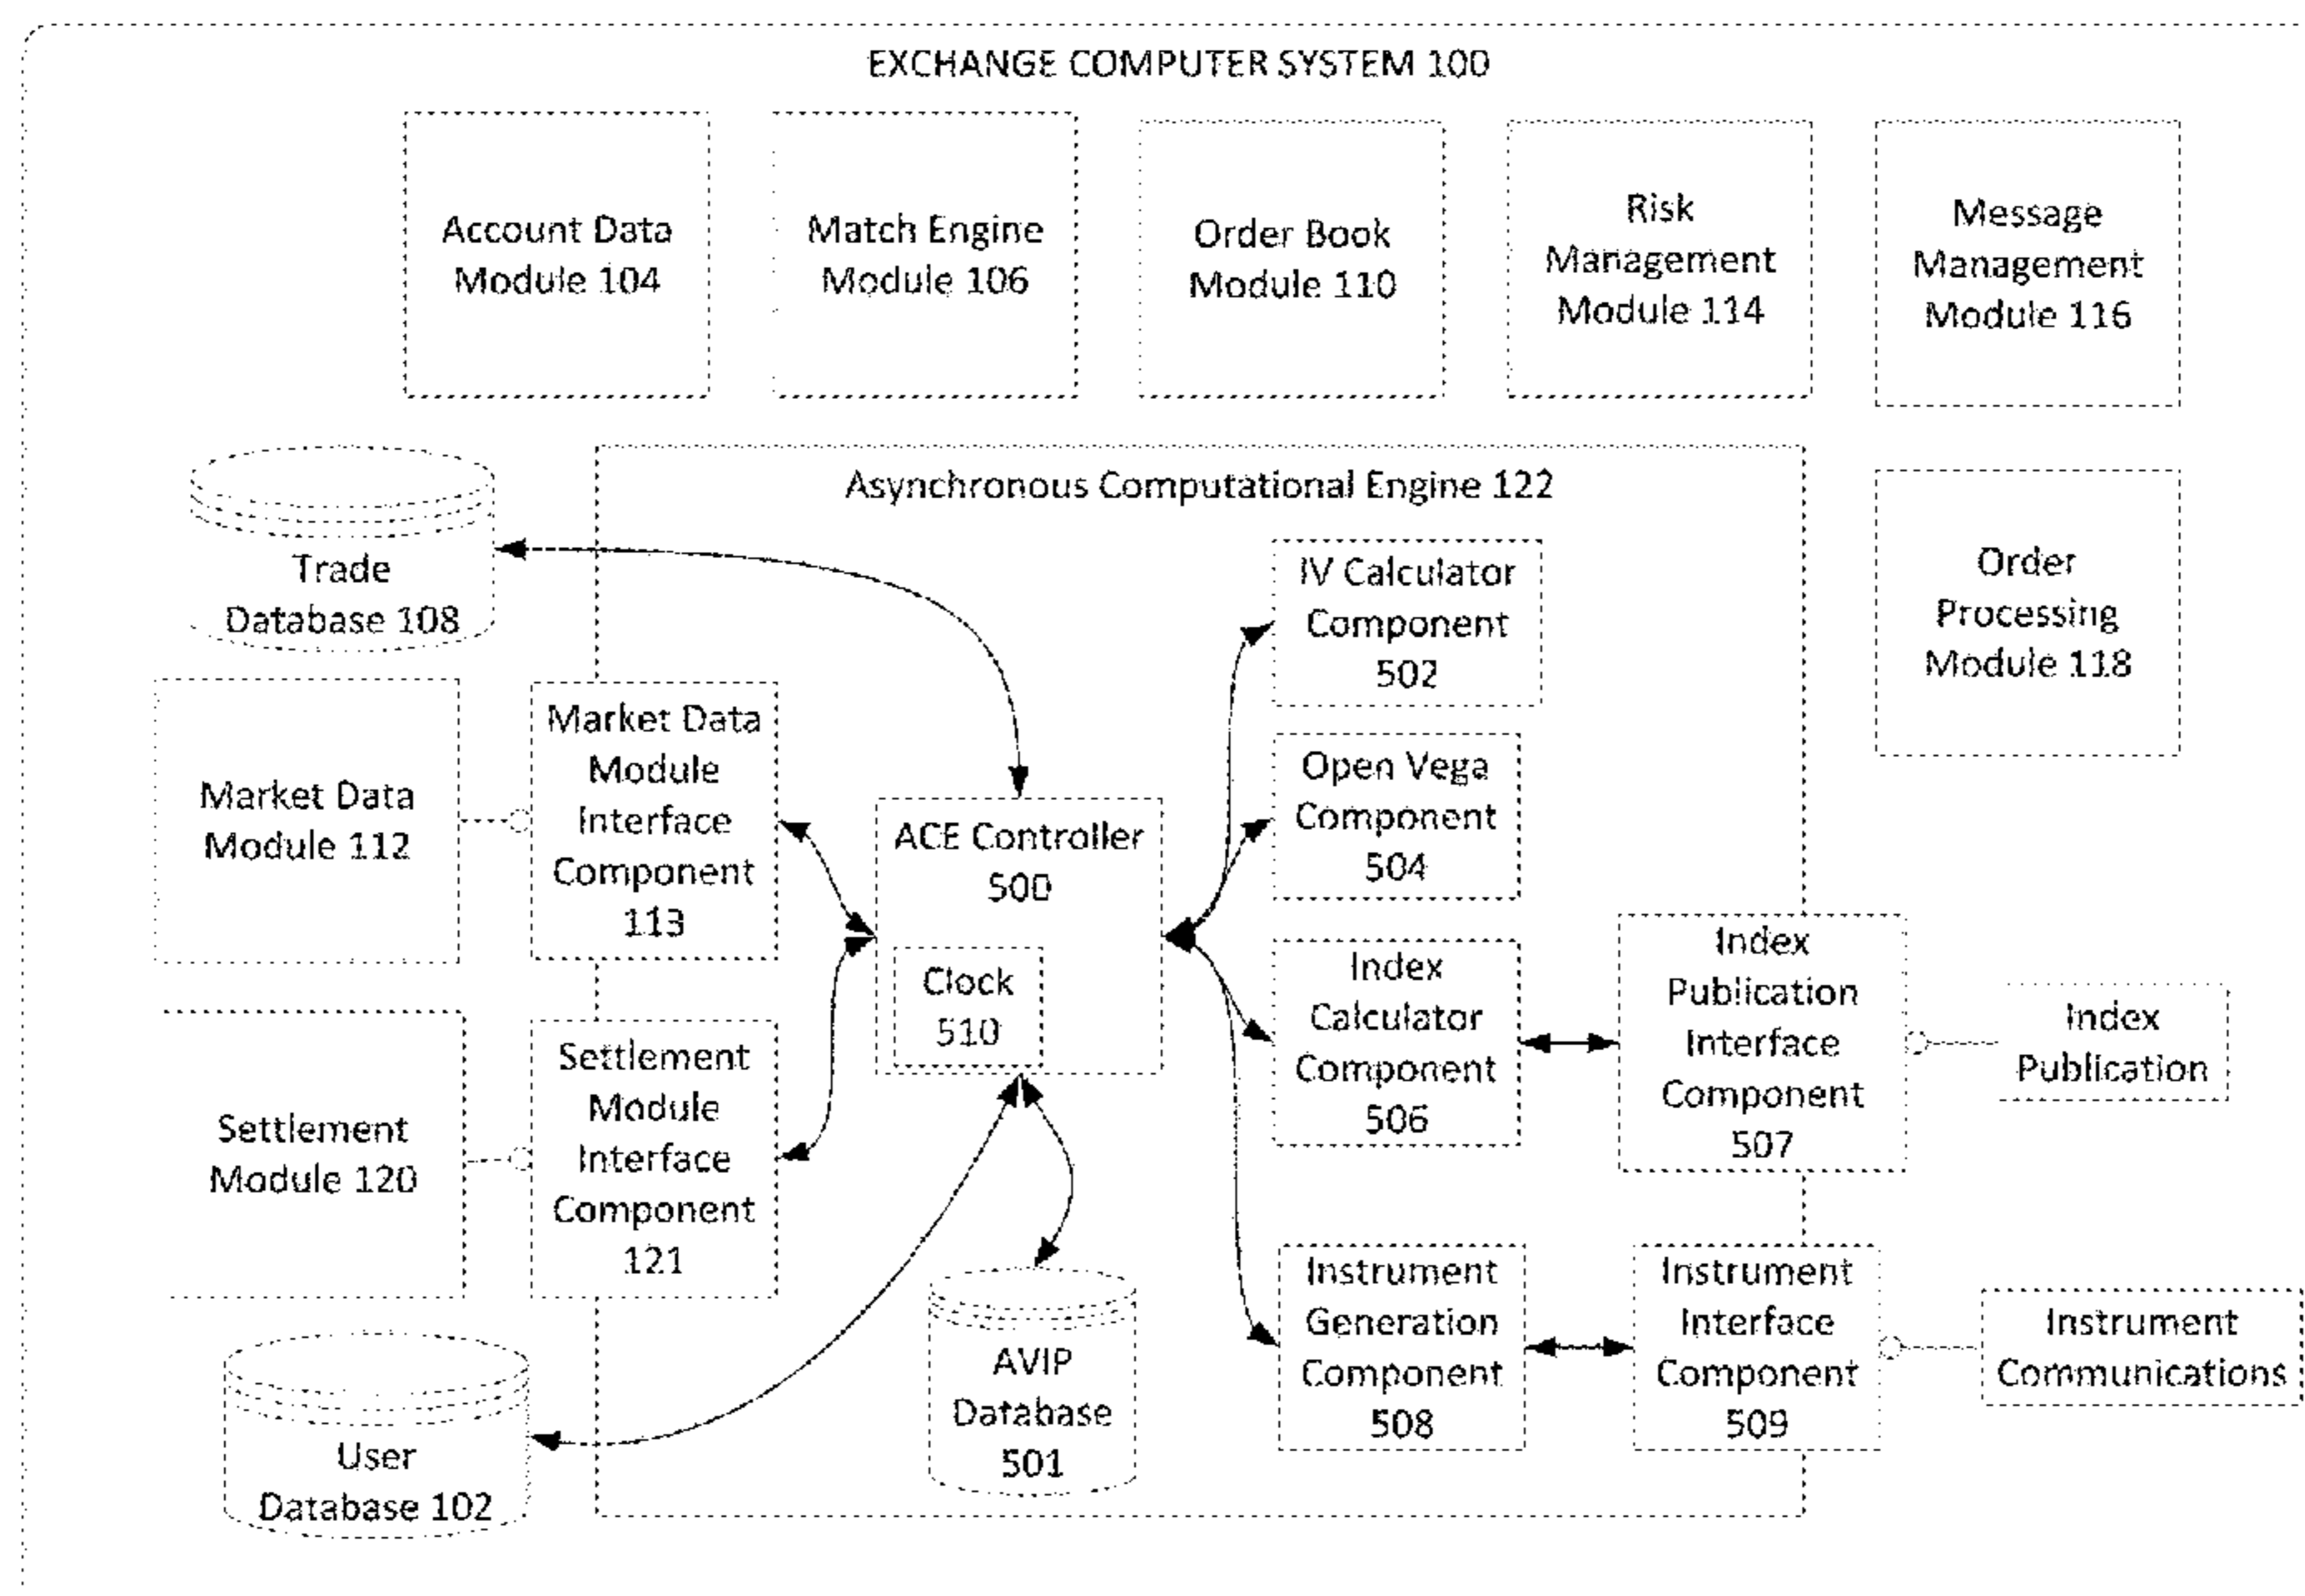 EXCHANGE COMPUTER SYSTEM 100
Account Data
Module 104
Match Engine
Module 106
Order Book
Module 110
Risk
Management
Module 114
Message
Management
Module 116
Asynchronous Computational Engine 122
Trade
Database 108
IV Calculator
Component
502
Order
Processing
Module 118
Market Data
Module 112
Market Data
Module
Interface
Component
113
ACE Controller
500
Clock
510
Open Vega
Component
504
Index
Calculator
Component
506
Index
Publication
Interface
Component
507
Index
Publication
Settlement
Module 120
Settlement
Module
Interface
Component
121
User
Database 102
AVIP
Database
501
Instrument
Generation
Component
508
Instrument
Interface
Component
509
Instrument
Communications